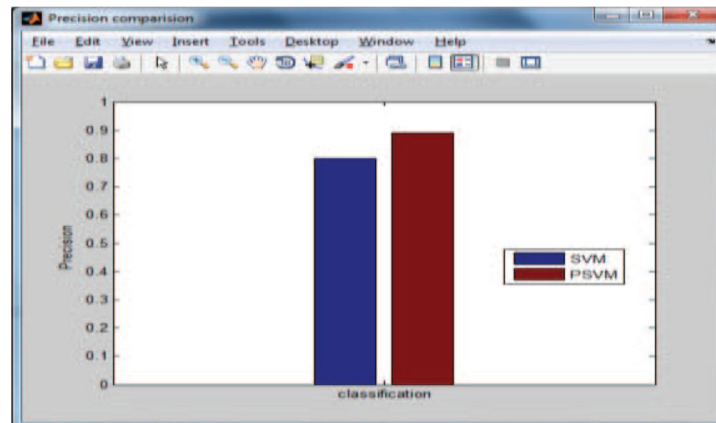 Precision comparision
File Edit View Insert Tools Desktop Window Help
1
0.9
0.8
0.7
0.6
0.5
0.4
0.3
0.2
0.1
0
Precision
SVM
PSVM
classification